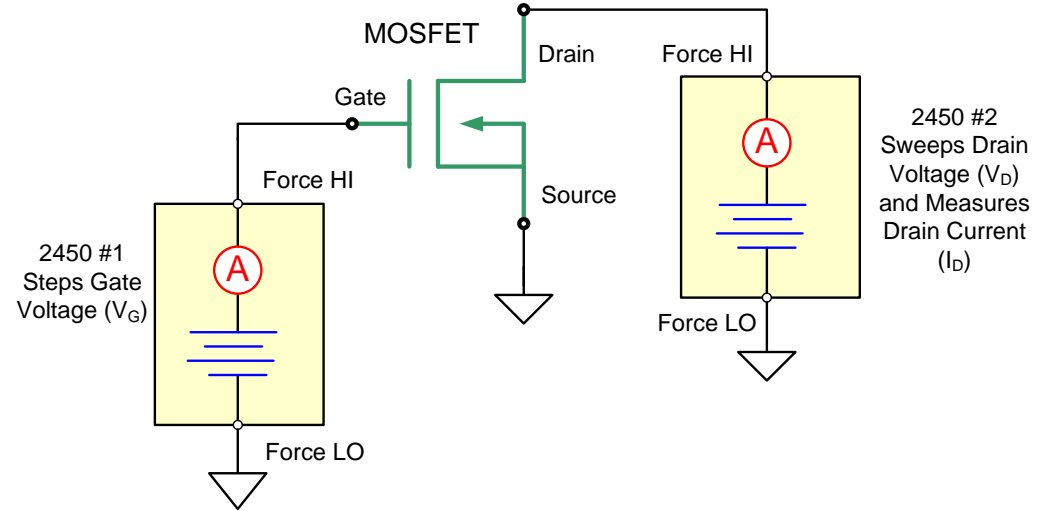 MOSFET
Drain
Force HI
Gate
A
2450 #2
Sweeps Drain
Voltage (VD)
and Measures
Drain Current
(ID)
Force HI
Source
2450 #1
Steps Gate
Voltage (VG)
A
Force LO
Force LO